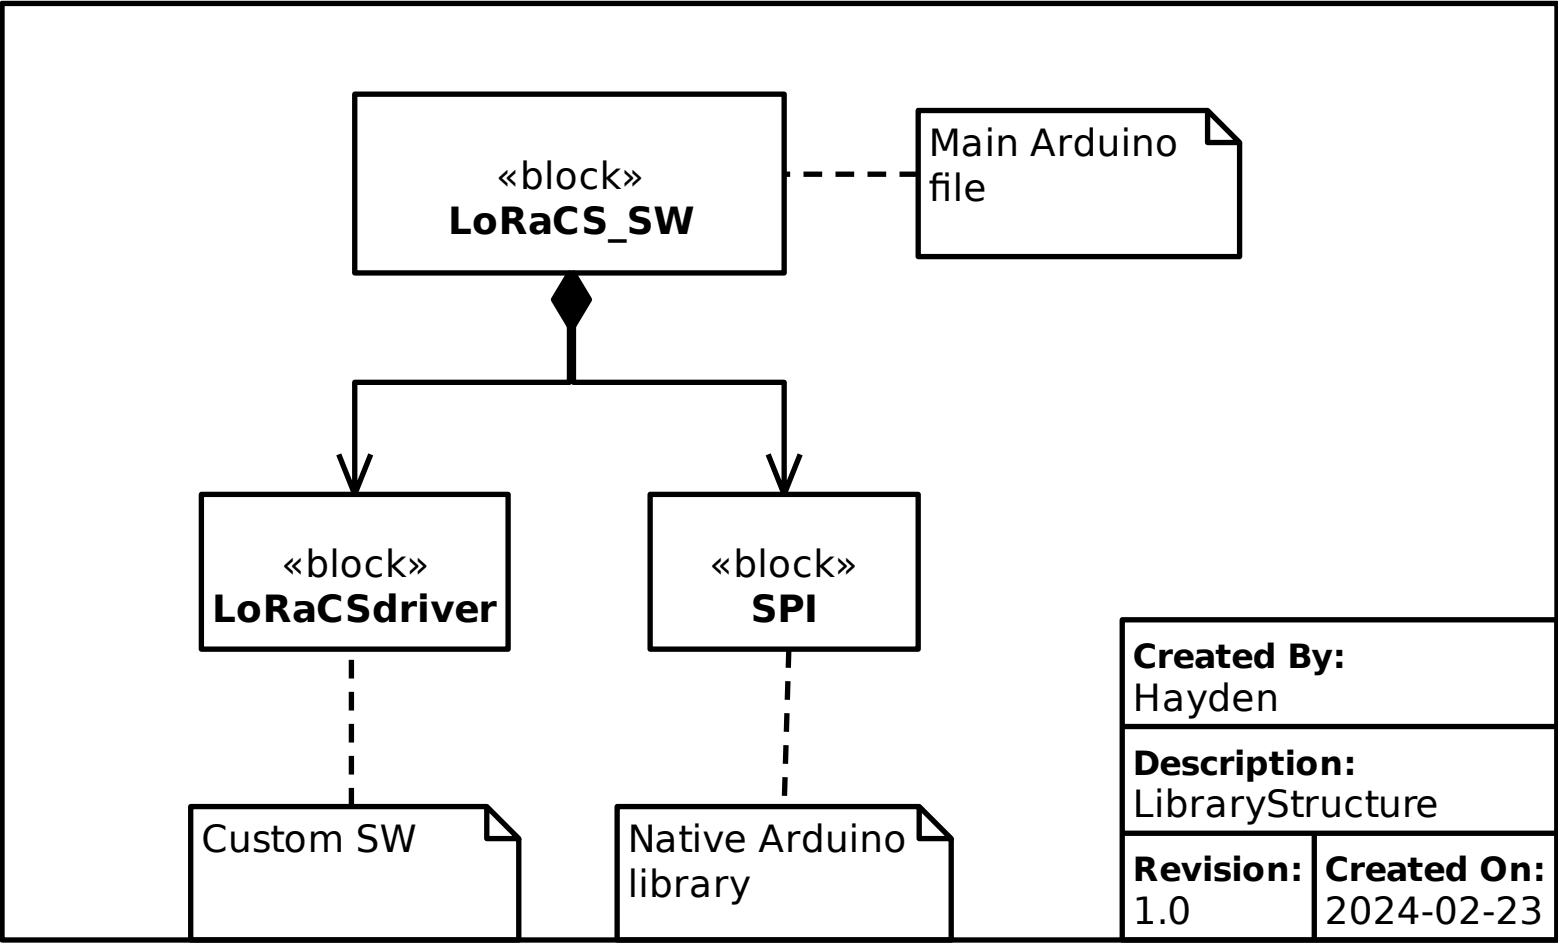 «block»
LoRaCS_SW
Main Arduino
file
«block»
LoRaCSdriver
«block»
SPI
Custom SW
Native Arduino
library
Created By:
Hayden
Description:
LibraryStructure
Revision:
1.0
Created On:
2024-02-23